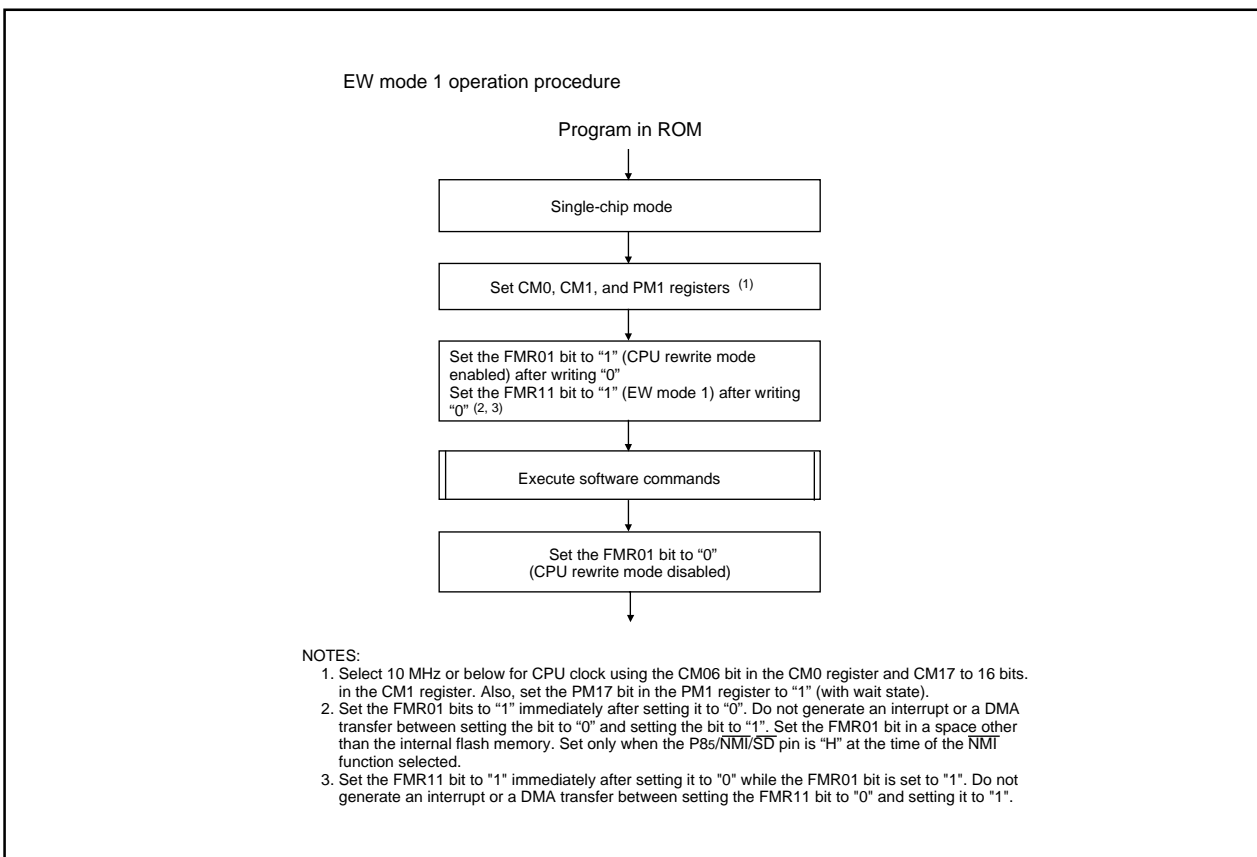 EW mode 1 operation procedure
Program in ROM
Single-chip mode
Set CM0, CM1, and PM1 registers (1)
Set the FMR01 bit to “1” (CPU rewrite mode
enabled) after writing “0”
Set the FMR11 bit to “1” (EW mode 1) after writing
“0” (2, 3)
Execute software commands
Set the FMR01 bit to “0”
(CPU rewrite mode disabled)
NOTES:
1. Select 10 MHz or below for CPU clock using the CM06 bit in the CM0 register and CM17 to 16 bits.
in the CM1 register. Also, set the PM17 bit in the PM1 register to “1” (with wait state).
2. Set the FMR01 bits to “1” immediately after setting it to “0”. Do not generate an interrupt or a DMA
transfer between setting the bit to “0” and setting the bit to “1”. Set the FMR01 bit in a space other
than the internal flash memory. Set only when the P85/NMI/SD pin is “H” at the time of the NMI
function selected.
3. Set the FMR11 bit to "1" immediately after setting it to "0" while the FMR01 bit is set to "1". Do not
generate an interrupt or a DMA transfer between setting the FMR11 bit to "0" and setting it to "1".